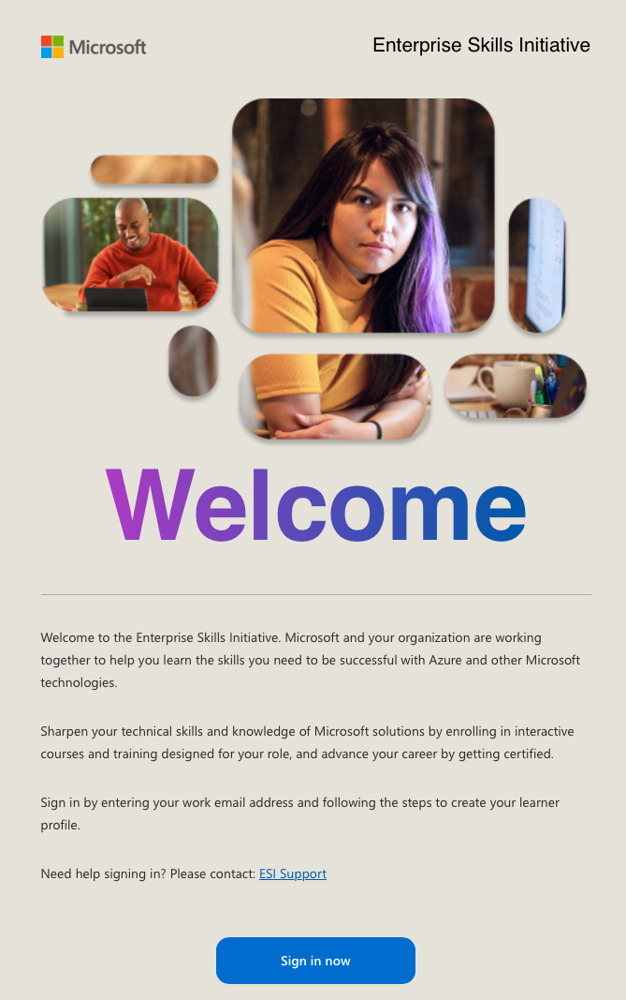 Microsoft
Enterprise Skills Initiative
Welcome
Welcome to the Enterprise Skills Initiative. Microsoft and your organization are working
together to help you learn the skills you need to be successful with Azure and other Microsoft
technologies.
Sharpen your technical skills and knowledge of Microsoft solutions by enrolling in interactive
courses and training designed for your role, and advance your career by getting certified.
Sign in by entering your work email address and following the steps to create your learner
profile.
Need help signing in? Please contact: ESI Support
Sign in now